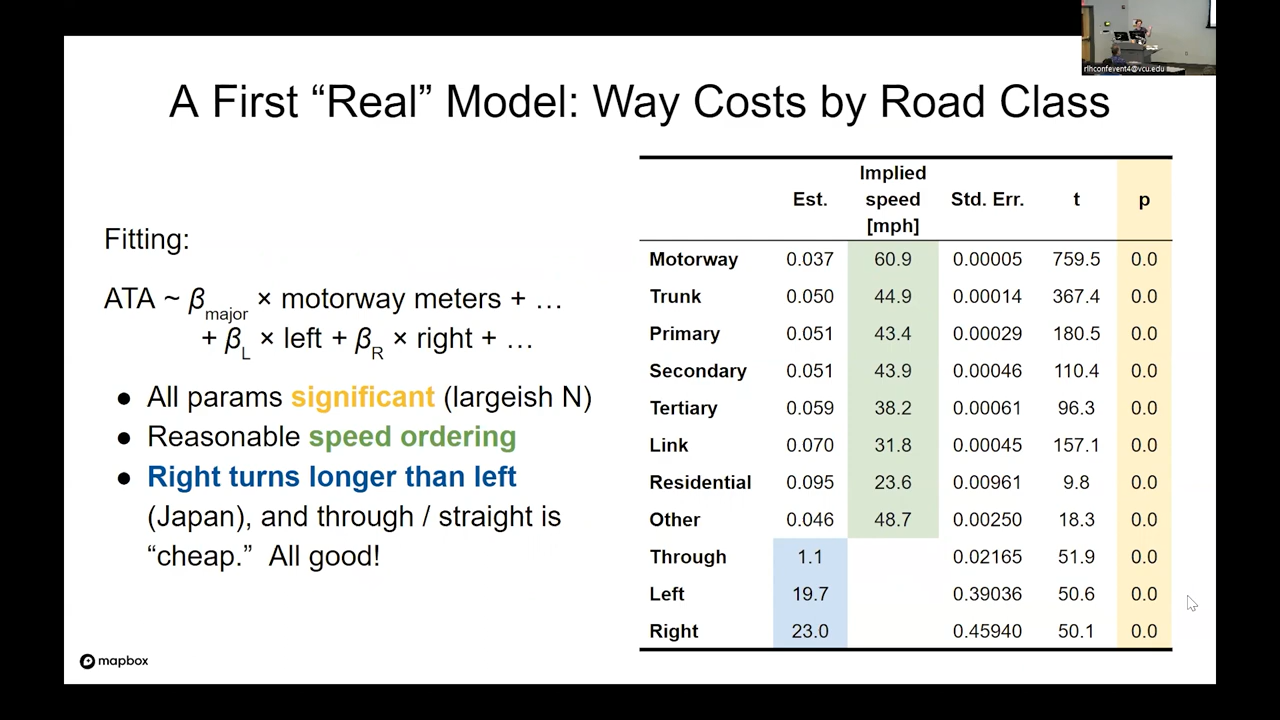 rlhconfevent4@vcu.edu
A First “Real” Model: Way Costs by Road Class
Fitting:
ATA ~ βmajor × motorway meters + …
+ βL × left + βR × right + …
● All params significant (largeish N)
● Reasonable speed ordering
● Right turns longer than left
(Japan), and through / straight is
“cheap.” All good!
Est. Implied speed [mph] Std. Err. t p
Motorway 0.037 60.9 0.00005 759.5 0.0
Trunk 0.050 44.9 0.00014 367.4 0.0
Primary 0.051 43.4 0.00029 180.5 0.0
Secondary 0.051 43.9 0.00046 110.4 0.0
Tertiary 0.059 38.2 0.00061 96.3 0.0
Link 0.070 31.8 0.00045 157.1 0.0
Residential 0.095 23.6 0.00961 9.8 0.0
Other 0.046 48.7 0.00250 18.3 0.0
Through 1.1 0.02165 51.9 0.0
Left 19.7 0.39036 50.6 0.0
Right 23.0 0.45940 50.1 0.0
mapbox